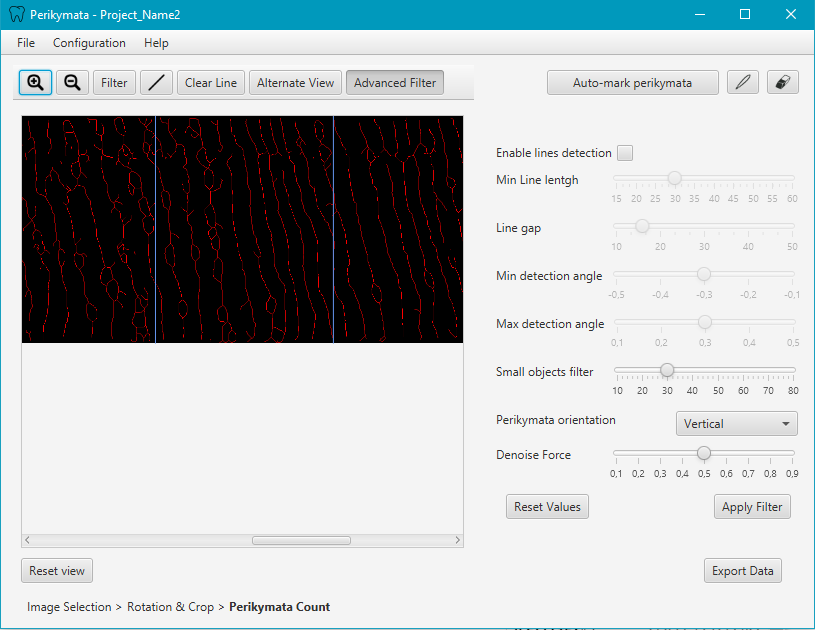 Perikymata - Project_Name2
File Configuration Help
Filter Clear Line Alternate View Advanced Filter Auto-mark perikymata
Enable lines detection
Min Line lentgh
15 20 25 30 35 40 45 50 55 60
Line gap
10 20 30 40 50
Min detection angle
-0,5 -0,4 -0,3 -0,2 -0,1
Max detection angle
0,1 0,2 0,3 0,4 0,5
Small objects filter
10 20 30 40 50 60 70 80
Perikymata orientation
Vertical
Denoise Force
0,1 0,2 0,3 0,4 0,5 0,6 0,7 0,8 0,9
Reset Values Apply Filter
Reset view Export Data
Image Selection > Rotation & Crop > Perikymata Count